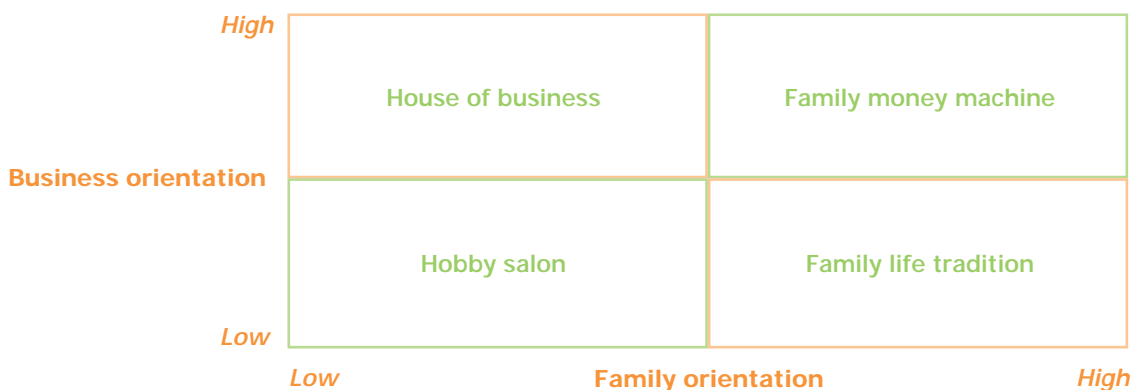 High
House of business
Family money machine
Business orientation
Hobby salon
Family life tradition
Low
Low
Family orientation
High